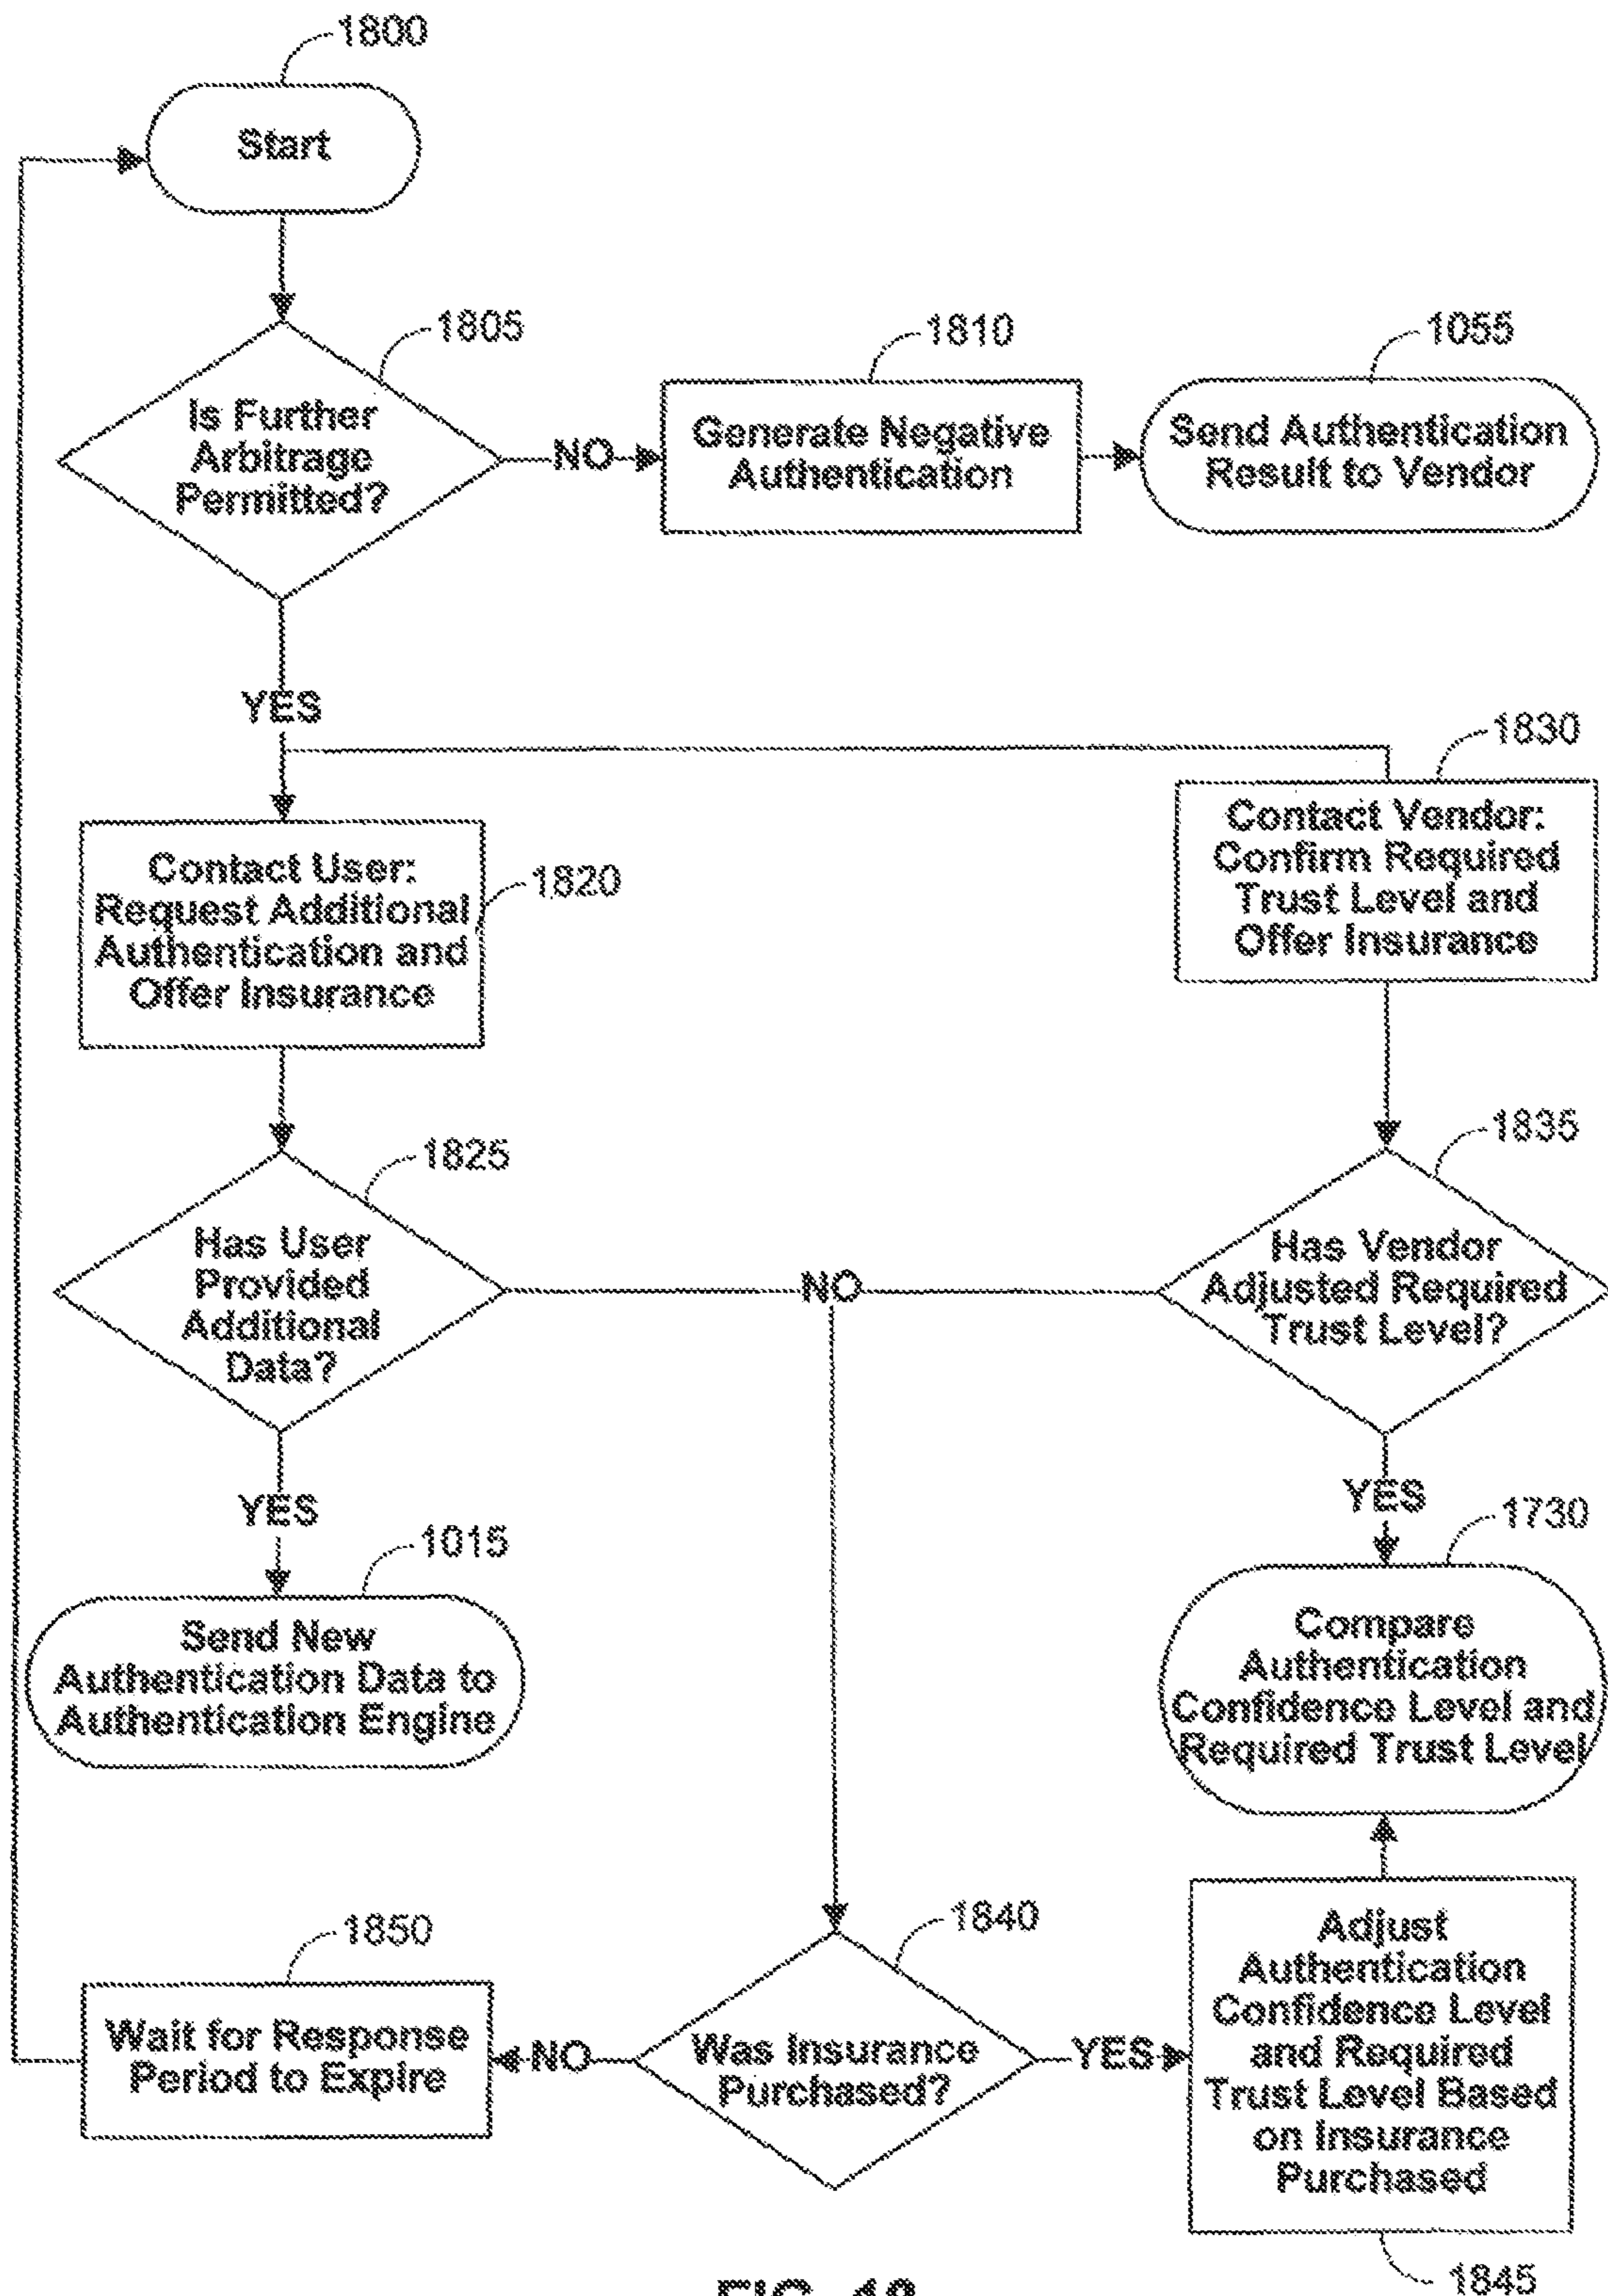 1800
Start
1805
Is Further
Arbitrage
Permitted?
NO
1810
Generate Negative
Authentication
1055
Send Authentication
Result to Vendor
YES
1830
Contact Vendor:
Confirm Required
Trust Level and
Offer Insurance
Contact User:
Request Additional
Authentication and
Offer Insurance
1820
1825
Has User
Provided
Additional
Data?
NO
1835
Has Vendor
Adjusted Required
Trust Level?
YES
1015
Send New
Authentication Data to
Authentication Engine
YES
1730
Compare
Authentication
Confidence Level and
Required Trust Level
1850
Wait for Response
Period to Expire
NO
1840
Was Insurance
Purchased?
YES
Adjust
Authentication
Confidence Level
and Required
Trust Level Based
on Insurance
Purchased
1845
FIG.